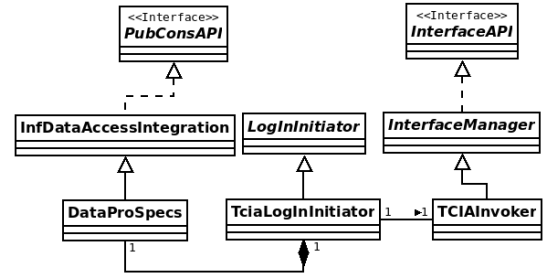 <<Interface>>
PubConsAPI
<<Interface>>
InterfaceAPI
InfDataAccessIntegration
LogInInitiator
InterfaceManager
DataProSpecs
TciaLogInInitiator
1
1
TCIAInvoker
1
1